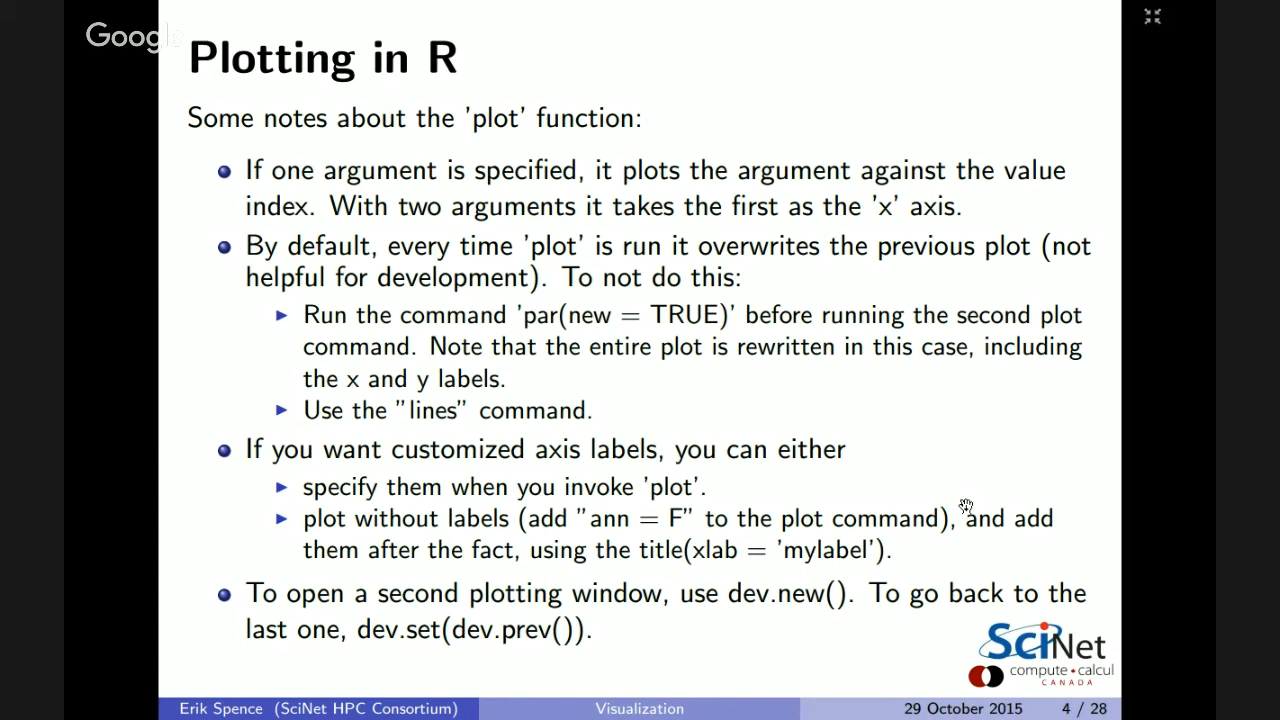 Google
Plotting in R
Some notes about the 'plot' function:
If one argument is specified, it plots the argument against the value
index. With two arguments it takes the first as the 'x' axis.
By default, every time 'plot' is run it overwrites the previous plot (not
helpful for development). To not do this:
Run the command 'par(new = TRUE)' before running the second plot
command. Note that the entire plot is rewritten in this case, including
the x and y labels.
Use the "lines" command.
If you want customized axis labels, you can either
specify them when you invoke 'plot'.
plot without labels (add "ann = F" to the plot command), and add
them after the fact, using the title(xlab = 'mylabel').
To open a second plotting window, use dev.new(). To go back to the
last one, dev.set(dev.prev()).
SciNet
compute • calcul
CANADA
Erik Spence (SciNet HPC Consortium) Visualization 29 October 2015 4 / 28